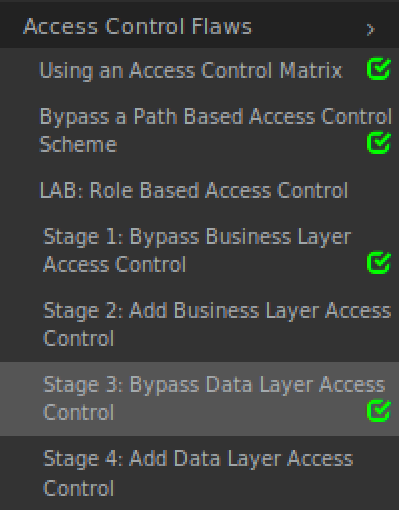 Access Control Flaws
Using an Access Control Matrix
Bypass a Path Based Access Control
Scheme
LAB: Role Based Access Control
Stage 1: Bypass Business Layer
Access Control
Stage 2: Add Business Layer Access
Control
Stage 3: Bypass Data Layer Access
Control
Stage 4: Add Data Layer Access
Control